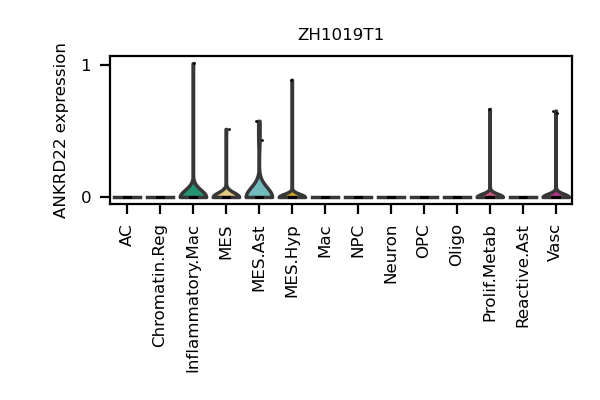 ZH1019T1
ANKRD22 expression
1
0
AC
Chromatin.Reg
Inflammatory.Mac
MES
MES.Ast
MES.Hyp
Mac
NPC
Neuron
OPC
Oligo
Prolif.Metab
Reactive.Ast
Vasc